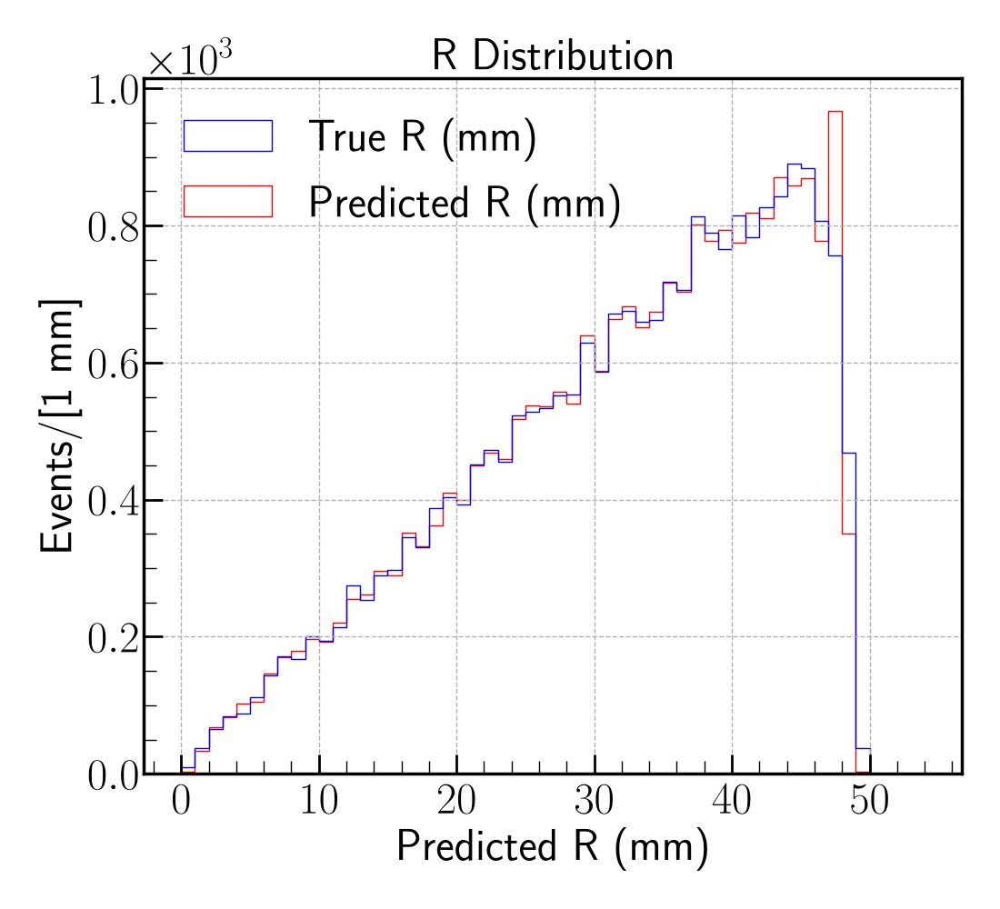 R Distribution
×10³
1.0
0.8
0.6
0.4
0.2
0.0
Events/[1 mm]
True R (mm)
Predicted R (mm)
0 10 20 30 40 50
Predicted R (mm)